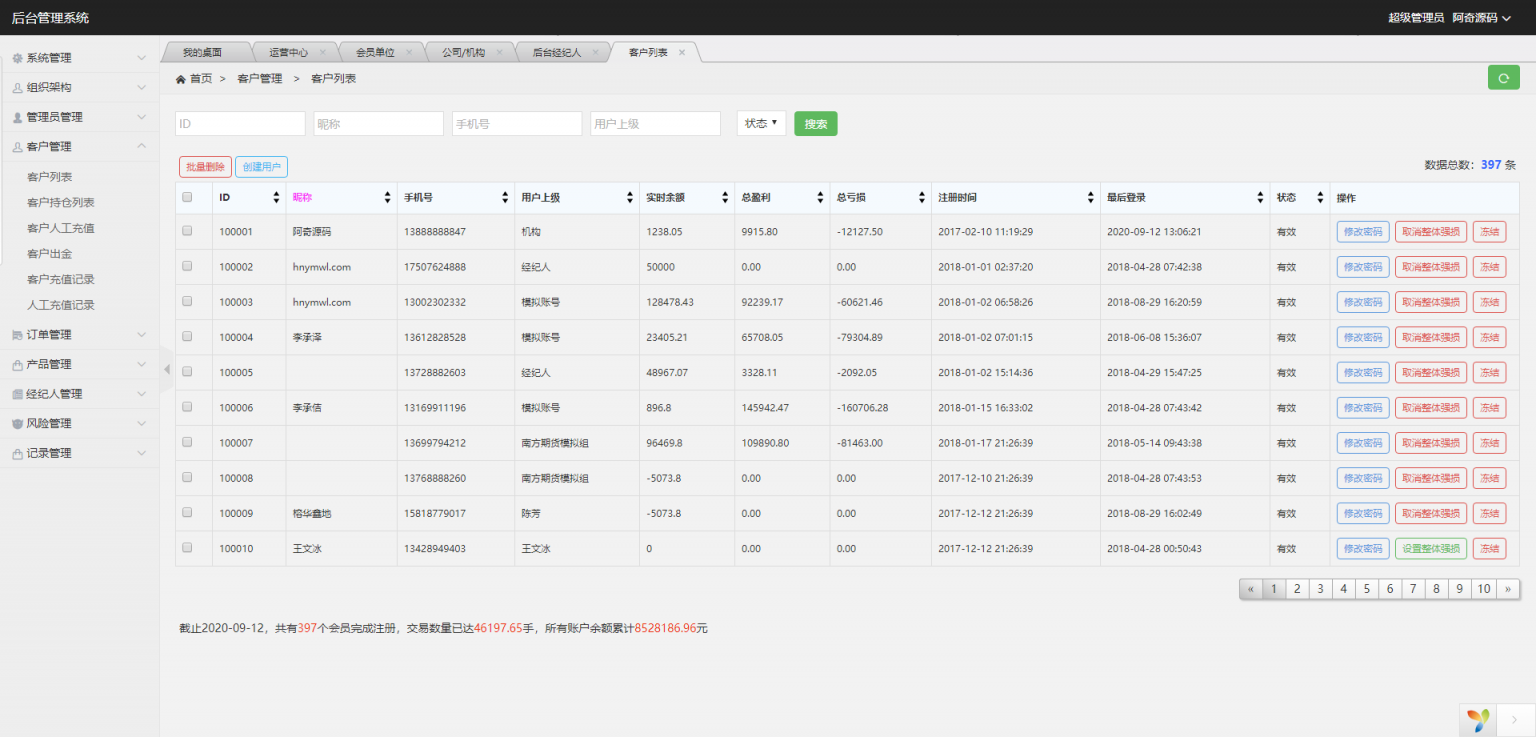 后台管理系统
超级管理员 阿奇源码
系统管理
组织架构
管理员管理
客户管理
客户列表
客户持仓列表
客户人工充值
客户出金
客户充值记录
人工充值记录
订单管理
产品管理
经纪人管理
风险管理
记录管理
我的桌面 运营中心 × 会员单位 × 公司/机构 × 后台经纪人 × 客户列表 ×
首页 > 客户管理 > 客户列表
ID 昵称 手机号 用户上级 状态 搜索
批量删除 创建用户 数据总数：397 条
ID 昵称 手机号 用户上级 实时余额 总盈利 总亏损 注册时间 最后登录 状态 操作
100001 阿奇源码 13888888847 机构 1238.05 9915.80 -12127.50 2017-02-10 11:19:29 2020-09-12 13:06:21 有效 修改密码 取消整体强损 冻结
100002 hnymwl.com 17507624888 经纪人 50000 0.00 0.00 2018-01-01 02:37:20 2018-04-28 07:42:38 有效 修改密码 取消整体强损 冻结
100003 hnymwl.com 13002302332 模拟账号 128478.43 92239.17 -60621.46 2018-01-02 06:58:26 2018-08-29 16:20:59 有效 修改密码 取消整体强损 冻结
100004 李承泽 13612828528 模拟账号 23405.21 65708.05 -79304.89 2018-01-02 07:01:15 2018-06-08 15:36:07 有效 修改密码 取消整体强损 冻结
100005 13728882603 经纪人 48967.07 3328.11 -2092.05 2018-01-02 15:14:36 2018-04-29 15:47:25 有效 修改密码 取消整体强损 冻结
100006 李承信 13169911196 模拟账号 896.8 145942.47 -160706.28 2018-01-15 16:33:02 2018-04-28 07:43:42 有效 修改密码 取消整体强损 冻结
100007 13699794212 南方期货模拟组 96469.8 109890.80 -81463.00 2018-01-17 21:26:39 2018-05-14 09:43:38 有效 修改密码 取消整体强损 冻结
100008 13768888260 南方期货模拟组 -5073.8 0.00 0.00 2017-12-10 21:26:39 2018-04-28 07:43:53 有效 修改密码 取消整体强损 冻结
100009 榕华鑫地 15818779017 陈芳 -5073.8 0.00 0.00 2017-12-12 21:26:39 2018-08-29 16:02:49 有效 修改密码 取消整体强损 冻结
100010 王文冰 13428949403 王文冰 0 0.00 0.00 2017-12-12 21:26:39 2018-04-28 00:50:43 有效 修改密码 设置整体强损 冻结
« 1 2 3 4 5 6 7 8 9 10 »
截止2020-09-12，共有397个会员完成注册，交易数量已达46197.65手，所有账户余额累计8528186.96元